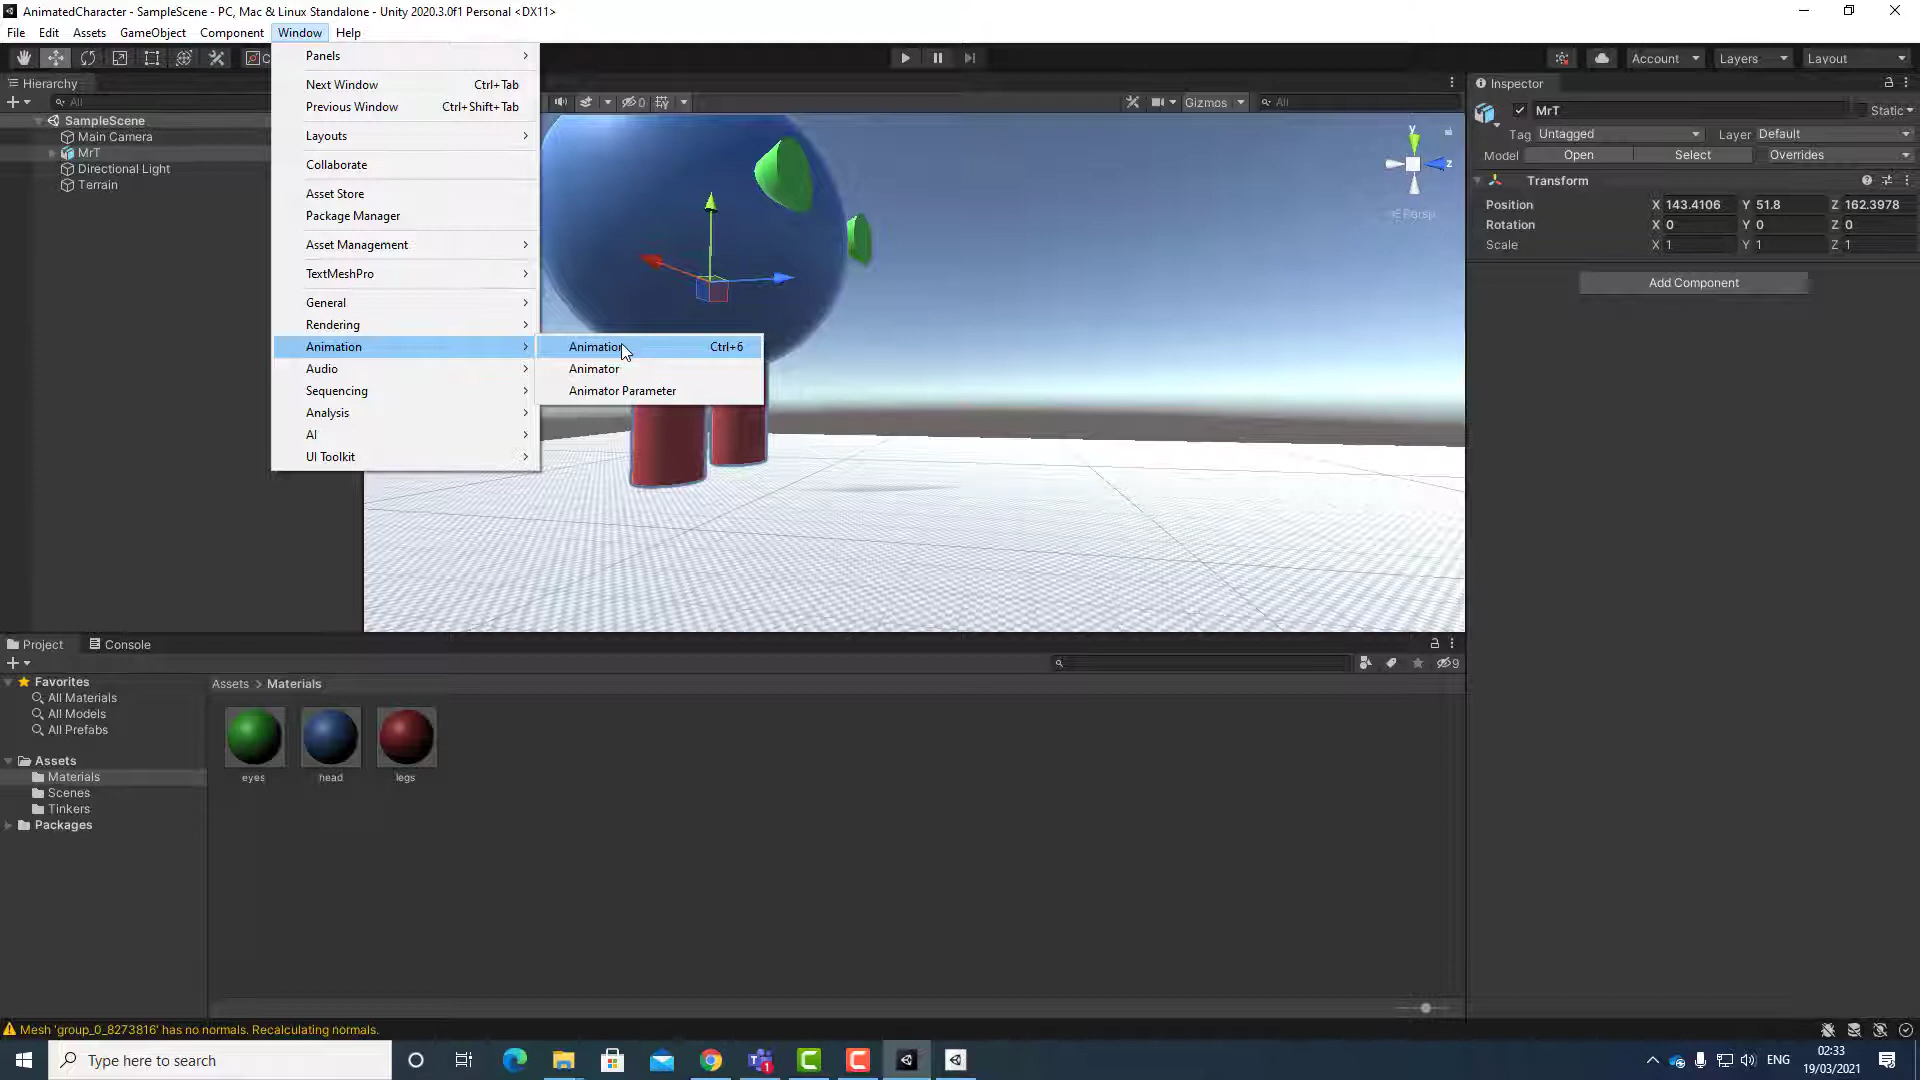 AnimatedCharacter - SampleScene - PC, Mac & Linux Standalone - Unity 2020.3.0f1 Personal <DX11>
File Edit Assets GameObject Component Window Help
Account Layers Layout
Hierarchy
All
SampleScene
Main Camera
MrT
Directional Light
Terrain
Panels
Next Window Ctrl+Tab
Previous Window Ctrl+Shift+Tab
Layouts
Collaborate
Asset Store
Package Manager
Asset Management
TextMeshPro
General
Rendering
Animation
Audio
Sequencing
Analysis
AI
UI Toolkit
Animation Ctrl+6
Animator
Animator Parameter
0 Gizmos All
y
z
Persp
Inspector
MrT Static
Tag Untagged Layer Default
Model Open Select Overrides
Transform
Position X 143.4106 Y 51.8 Z 162.3978
Rotation X 0 Y 0 Z 0
Scale X 1 Y 1 Z 1
Add Component
Project Console
9
Favorites
All Materials
All Models
All Prefabs
Assets
Materials
Scenes
Tinkers
Packages
Assets > Materials
eyes head legs
Mesh 'group_0_8273816' has no normals. Recalculating normals.
Type here to search
1
ENG
02:33
19/03/2021